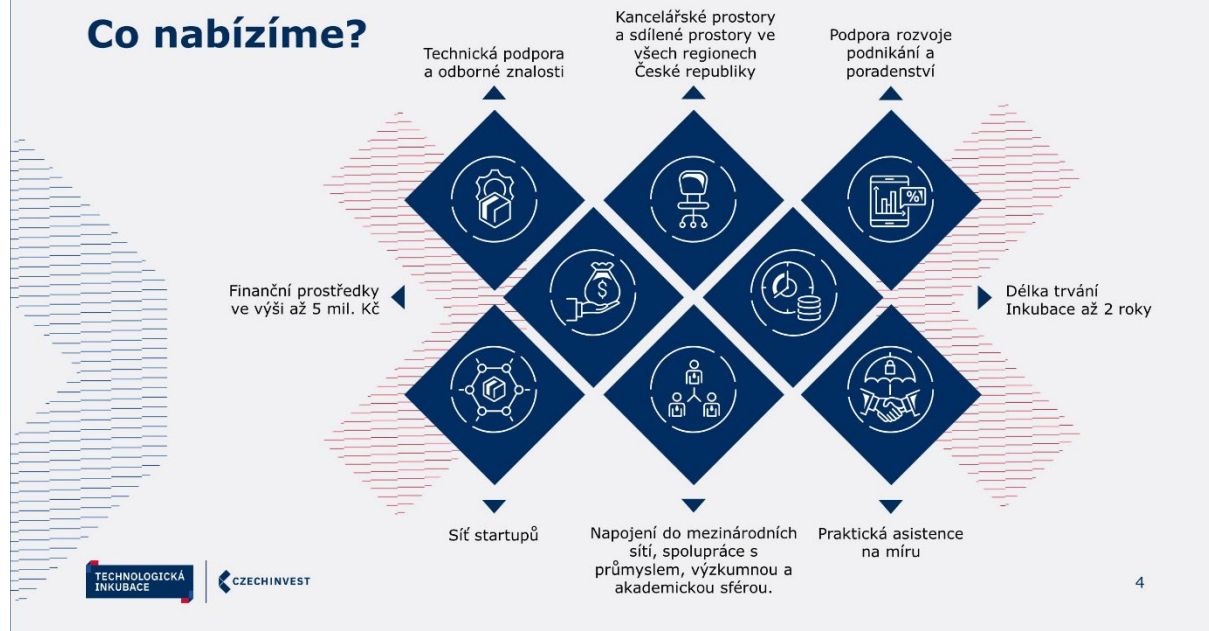 Co nabízíme?
Technická podpora
a odborné znalosti
Kancelářské prostory
a sdílené prostory ve
všech regionech
České republiky
Podpora rozvoje
podnikání a
poradenství
%
$
Finanční prostředky
ve výši až 5 mil. Kč
Délka trvání
Inkubace až 2 roky
Síť startupů
Napojení do mezinárodních
sítí, spolupráce s
průmyslem, výzkumnou a
akademickou sférou.
Praktická asistence
na míru
TECHNOLOGICKÁ
INKUBACE
CZECHINVEST
4